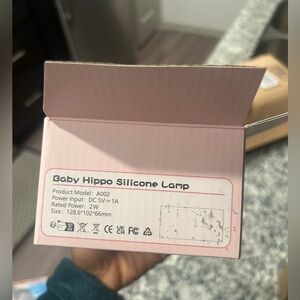 Baby Hippo Silicone Lamp
Product Model: A002
Power Input: DC 5V⎓1A
Rated Power: 2W
Size: 128.6*102*66mm